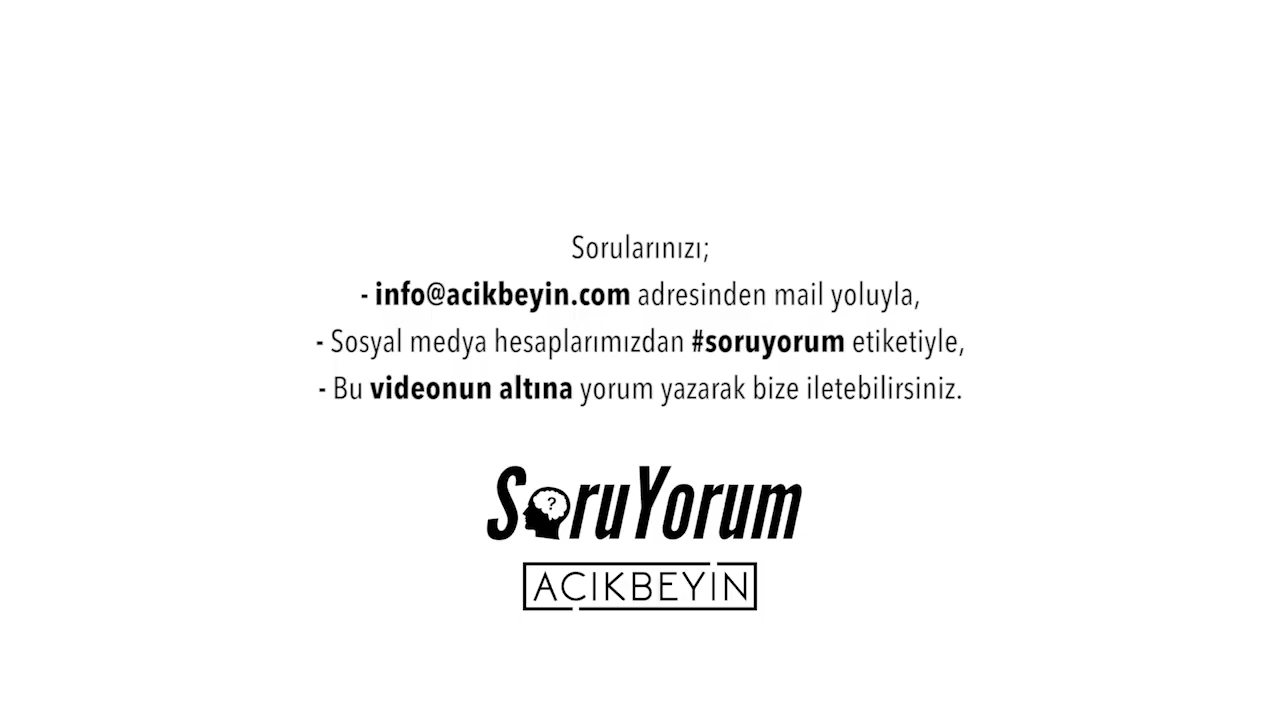 Sorularınızı;
- info@acikbeyin.com adresinden mail yoluyla,
- Sosyal medya hesaplarımızdan #soruyorum etiketiyle,
- Bu videonun altına yorum yazarak bize iletebilirsiniz.
SoruYorum
AÇIKBEYİN